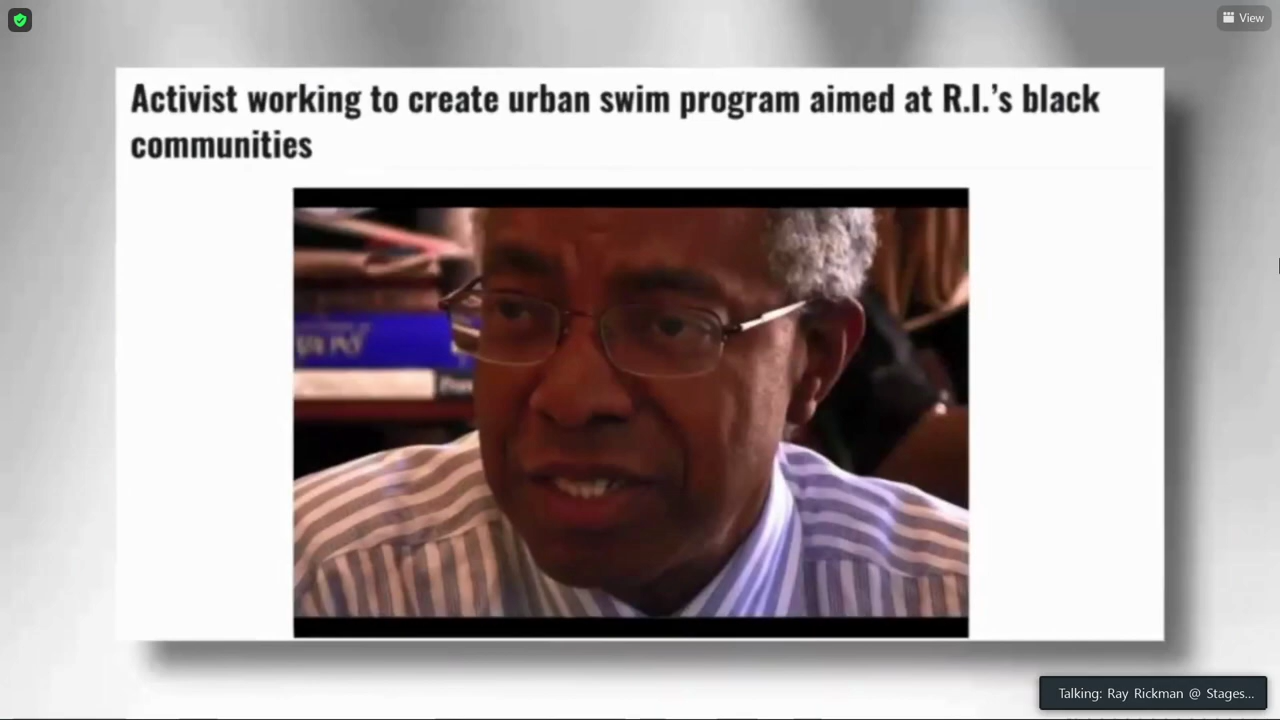 View
Activist working to create urban swim program aimed at R.I.'s black
communities
Talking: Ray Rickman @ Stages...